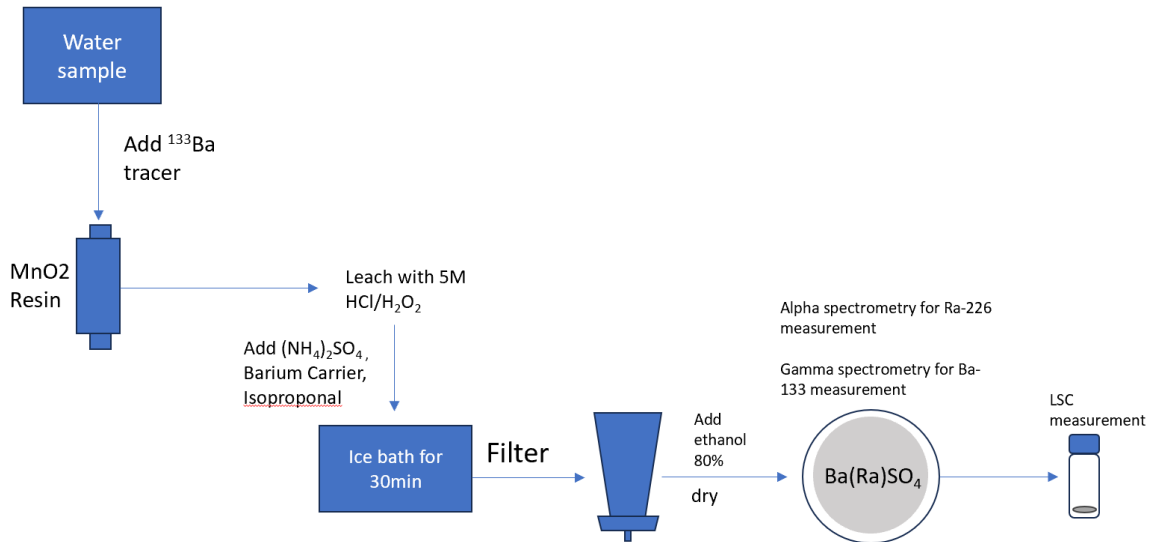 Water
sample
Add ¹³³Ba
tracer
MnO2
Resin
Leach with 5M
HCl/H₂O₂
Add (NH₄)₂SO₄ ,
Barium Carrier,
Isoproponal
Ice bath for
30min
Filter
Add
ethanol
80%
dry
Alpha spectrometry for Ra-226
measurement
Gamma spectrometry for Ba-
133 measurement
Ba(Ra)SO₄
LSC
measurement